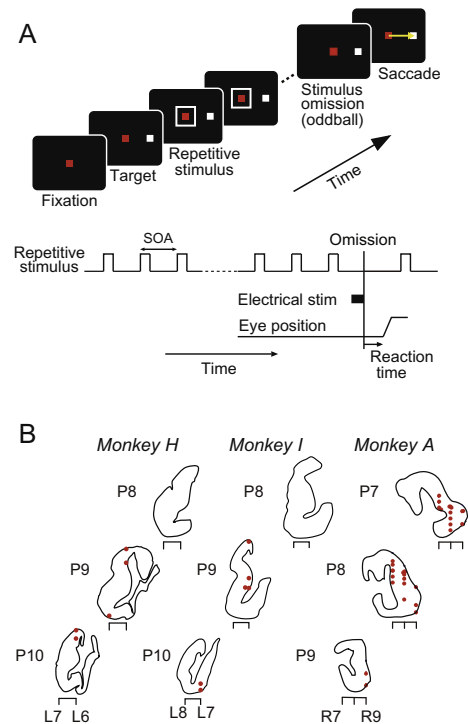 A
Fixation
Target
Repetitive
stimulus
Stimulus
omission
(oddball)
Saccade
Time
Repetitive
stimulus
SOA
Omission
Electrical stim
Eye position
Time
Reaction
time
B
Monkey H
Monkey I
Monkey A
P8
P8
P7
P9
P9
P8
P10
P10
P9
L7 L6
L8 L7
R7 R9